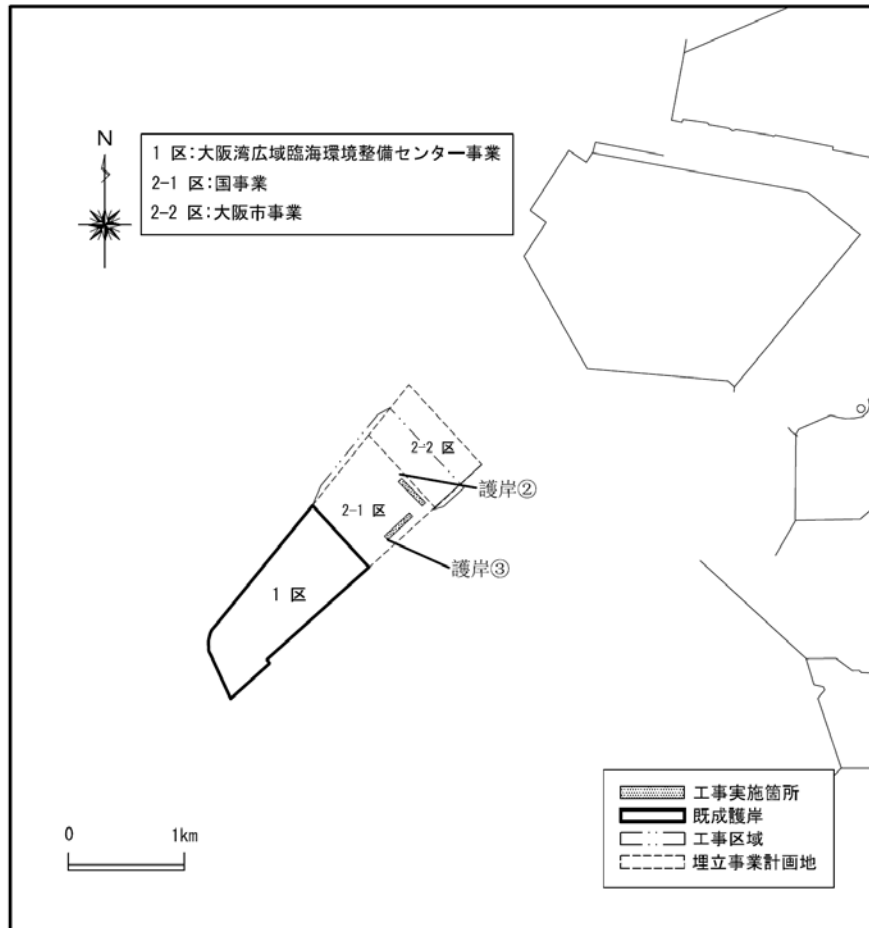 N
1 区:大阪湾広域臨海環境整備センター事業
2-1 区:国事業
2-2 区:大阪市事業
2-2 区
護岸②
2-1 区
護岸③
1 区
工事実施箇所
既成護岸
工事区域
埋立事業計画地
0 1km